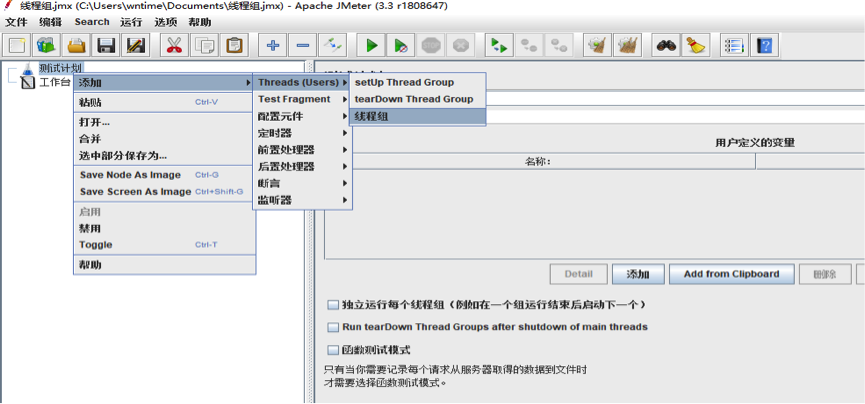 线程组.jmx (C:\Users\wntime\Documents\线程组.jmx) - Apache JMeter (3.3 r1808647)
文件 编辑 Search 运行 选项 帮助
测试计划
工作台
添加
粘贴 Ctrl-V
打开...
合并
选中部分保存为...
Save Node As Image Ctrl-G
Save Screen As Image Ctrl+Shift-G
启用
禁用
Toggle Ctrl-T
帮助
Threads (Users)
Test Fragment
配置元件
定时器
前置处理器
后置处理器
断言
监听器
setUp Thread Group
tearDown Thread Group
线程组
用户定义的变量
名称:
Detail 添加 Add from Clipboard 删除
独立运行每个线程组（例如在一个组运行结束后启动下一个）
Run tearDown Thread Groups after shutdown of main threads
函数测试模式
只有当你需要记录每个请求从服务器取得的数据到文件时
才需要选择函数测试模式。